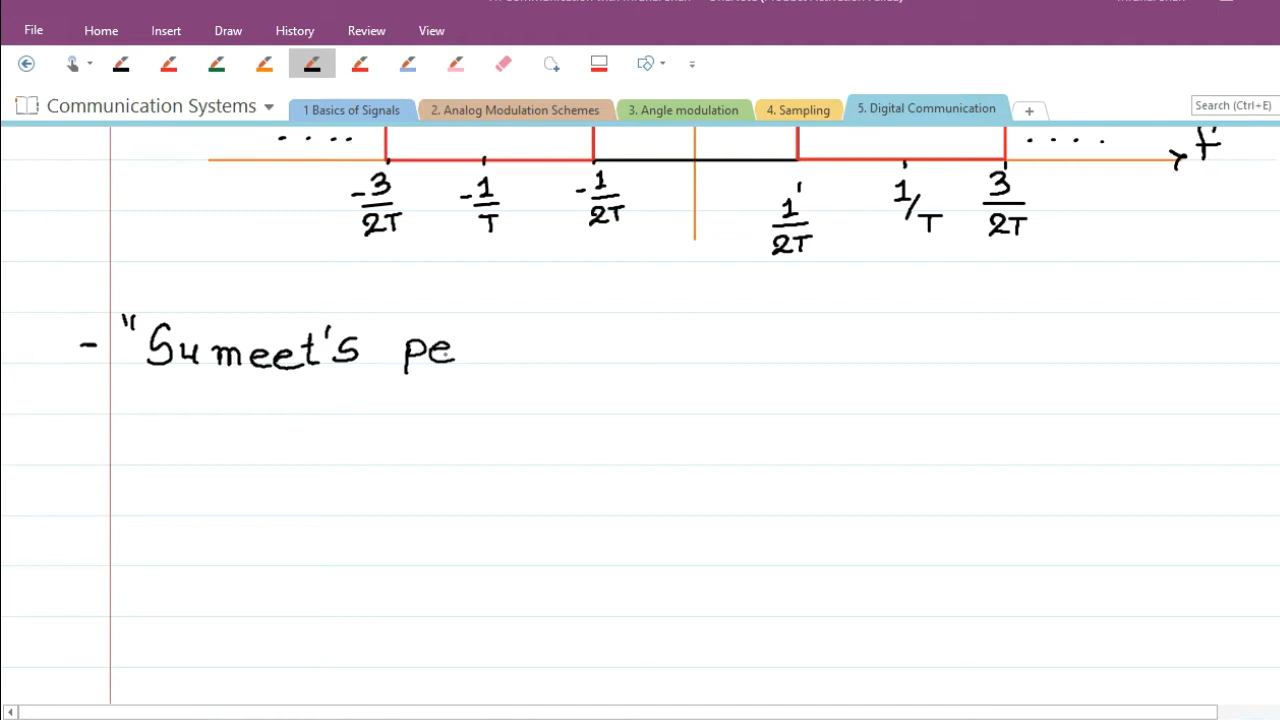 File Home Insert Draw History Review View
Communication Systems 1 Basics of Signals 2. Analog Modulation Schemes 3. Angle modulation 4. Sampling 5. Digital Communication + Search (Ctrl+E)
.... .... f
-3/2T -1/T -1/2T 1/2T 1/T 3/2T
- "Sumeet's pe